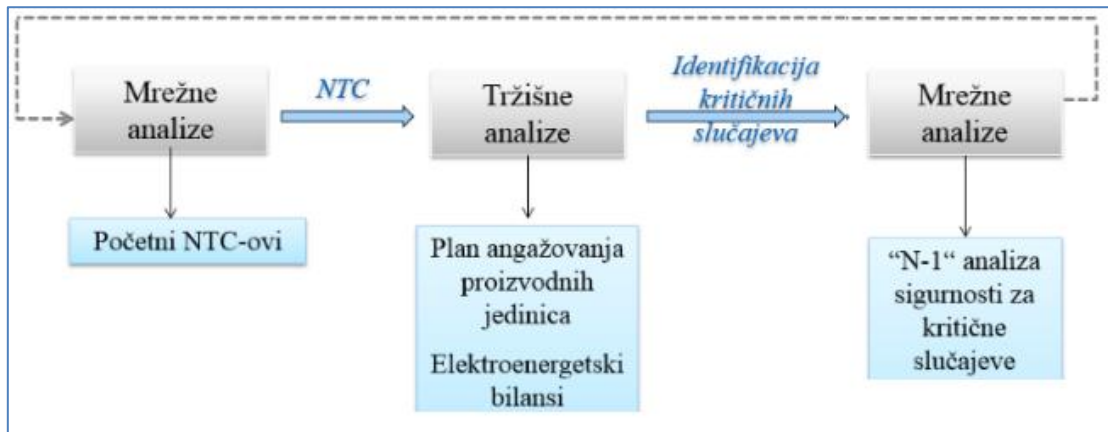 Mrežne
analize
NTC
Tržišne
analize
Identifikacija
kritičnih
slučajeva
Mrežne
analize
Početni NTC-ovi
Plan angažovanja
proizvodnih
jedinica
Elektroenergetski
bilansi
“N-1“ analiza
sigurnosti za
kritične
slučajeve